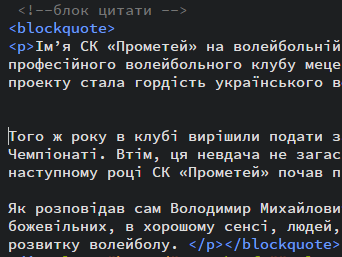 <!--блок цитати -->
<blockquote>
<p>Ім’я СК «Прометей» на волейбольній
професійного волейбольного клубу меце
проекту стала гордість українського в
Того ж року в клубі вирішили подати з
Чемпіонаті. Втім, ця невдача не загас
наступному році СК «Прометей» почав п
Як розповідав сам Володимир Михайлови
божевільних, в хорошому сенсі, людей,
розвитку волейболу. </p></blockquote>